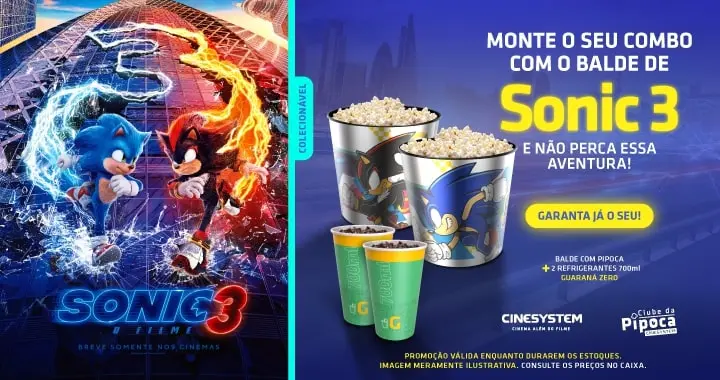 SONIC 3
O FILME
BREVE SOMENTE NOS CINEMAS
COLECIONÁVEL
MONTE O SEU COMBO
COM O BALDE DE
Sonic 3
E NÃO PERCA ESSA
AVENTURA!
GARANTA JÁ O SEU!
BALDE COM PIPOCA
+ 2 REFRIGERANTES 700ml
GUARANÁ ZERO
G
G
CINESYSTEM
CINEMA ALÉM DO FILME
Clube da
Pipoca
CINESYSTEM
PROMOÇÃO VÁLIDA ENQUANTO DURAREM OS ESTOQUES.
IMAGEM MERAMENTE ILUSTRATIVA. CONSULTE OS PREÇOS NO CAIXA.